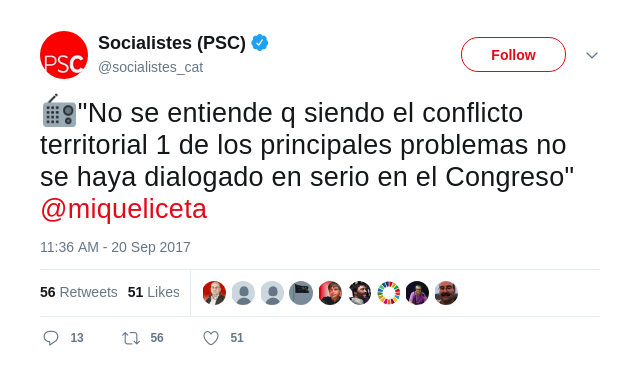 PSC
Socialistes (PSC)
@socialistes_cat
Follow
"No se entiende q siendo el conflicto
territorial 1 de los principales problemas no
se haya dialogado en serio en el Congreso"
@miqueliceta
11:36 AM - 20 Sep 2017
56 Retweets 51 Likes
13 56 51